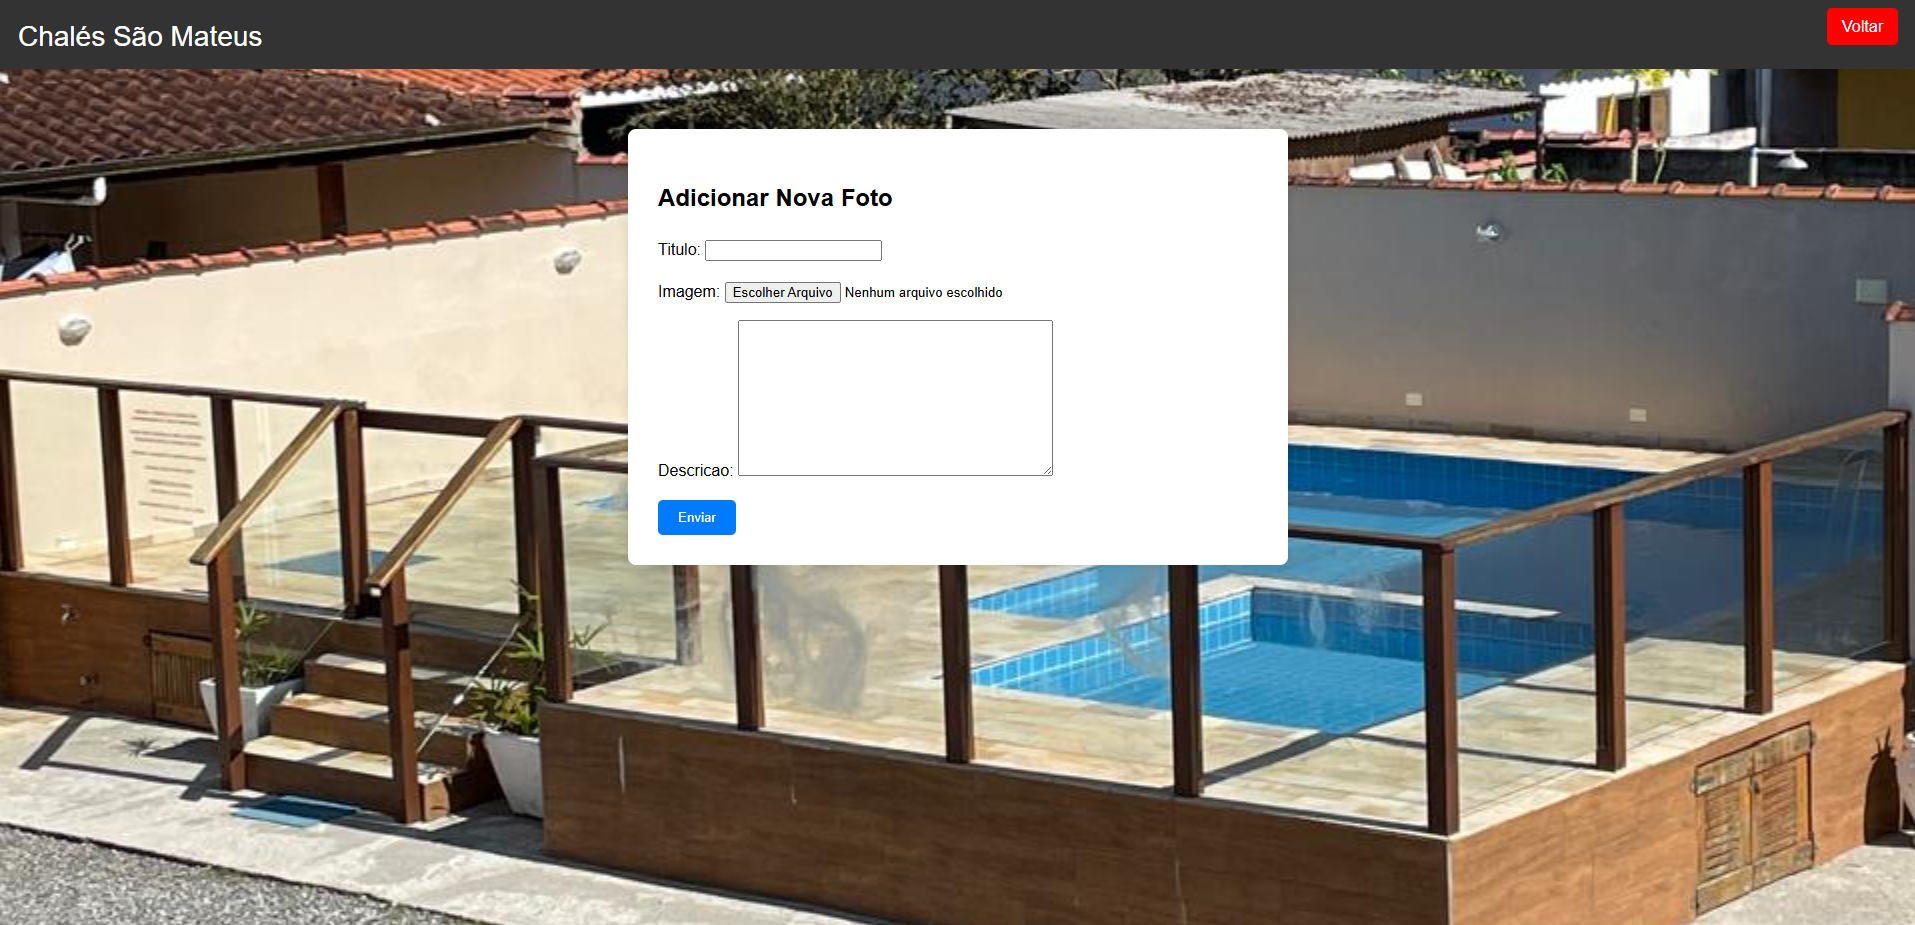 Chalés São Mateus
Voltar
Adicionar Nova Foto
Titulo:
Imagem: Escolher Arquivo Nenhum arquivo escolhido
Descricao:
Enviar